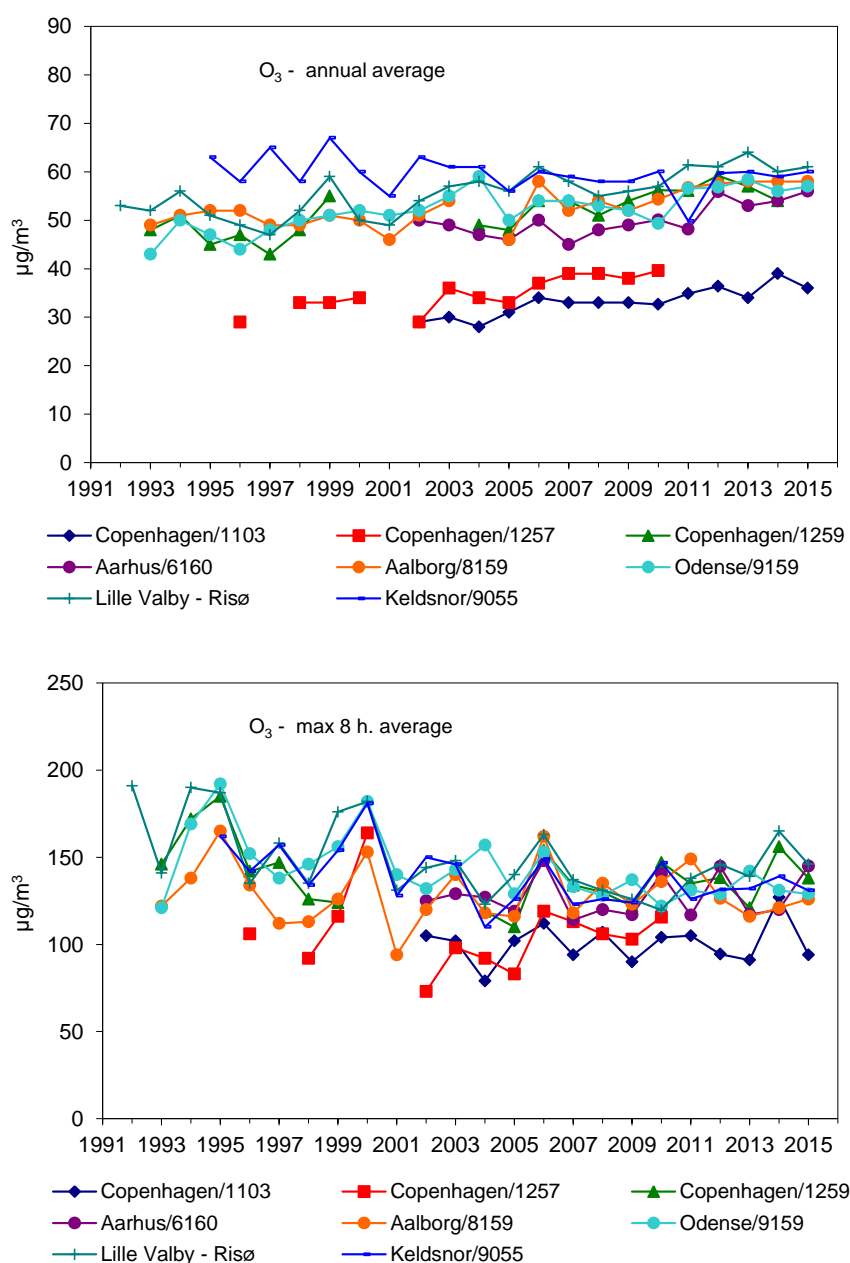 90
80
70
60
50
40
30
20
10
0
µg/m³
O₃ - annual average
1991 1993 1995 1997 1999 2001 2003 2005 2007 2009 2011 2013 2015
Copenhagen/1103 Copenhagen/1257 Copenhagen/1259
Aarhus/6160 Aalborg/8159 Odense/9159
Lille Valby - Risø Keldsnor/9055
250
200
150
100
50
0
µg/m³
O₃ - max 8 h. average
1991 1993 1995 1997 1999 2001 2003 2005 2007 2009 2011 2013 2015
Copenhagen/1103 Copenhagen/1257 Copenhagen/1259
Aarhus/6160 Aalborg/8159 Odense/9159
Lille Valby - Risø Keldsnor/9055